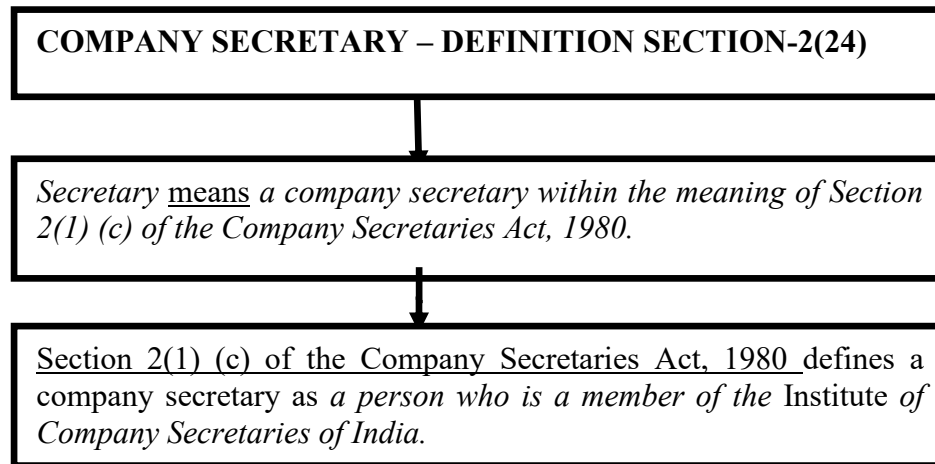 COMPANY SECRETARY – DEFINITION SECTION-2(24)
Secretary means a company secretary within the meaning of Section
2(1) (c) of the Company Secretaries Act, 1980.
Section 2(1) (c) of the Company Secretaries Act, 1980 defines a
company secretary as a person who is a member of the Institute of
Company Secretaries of India.